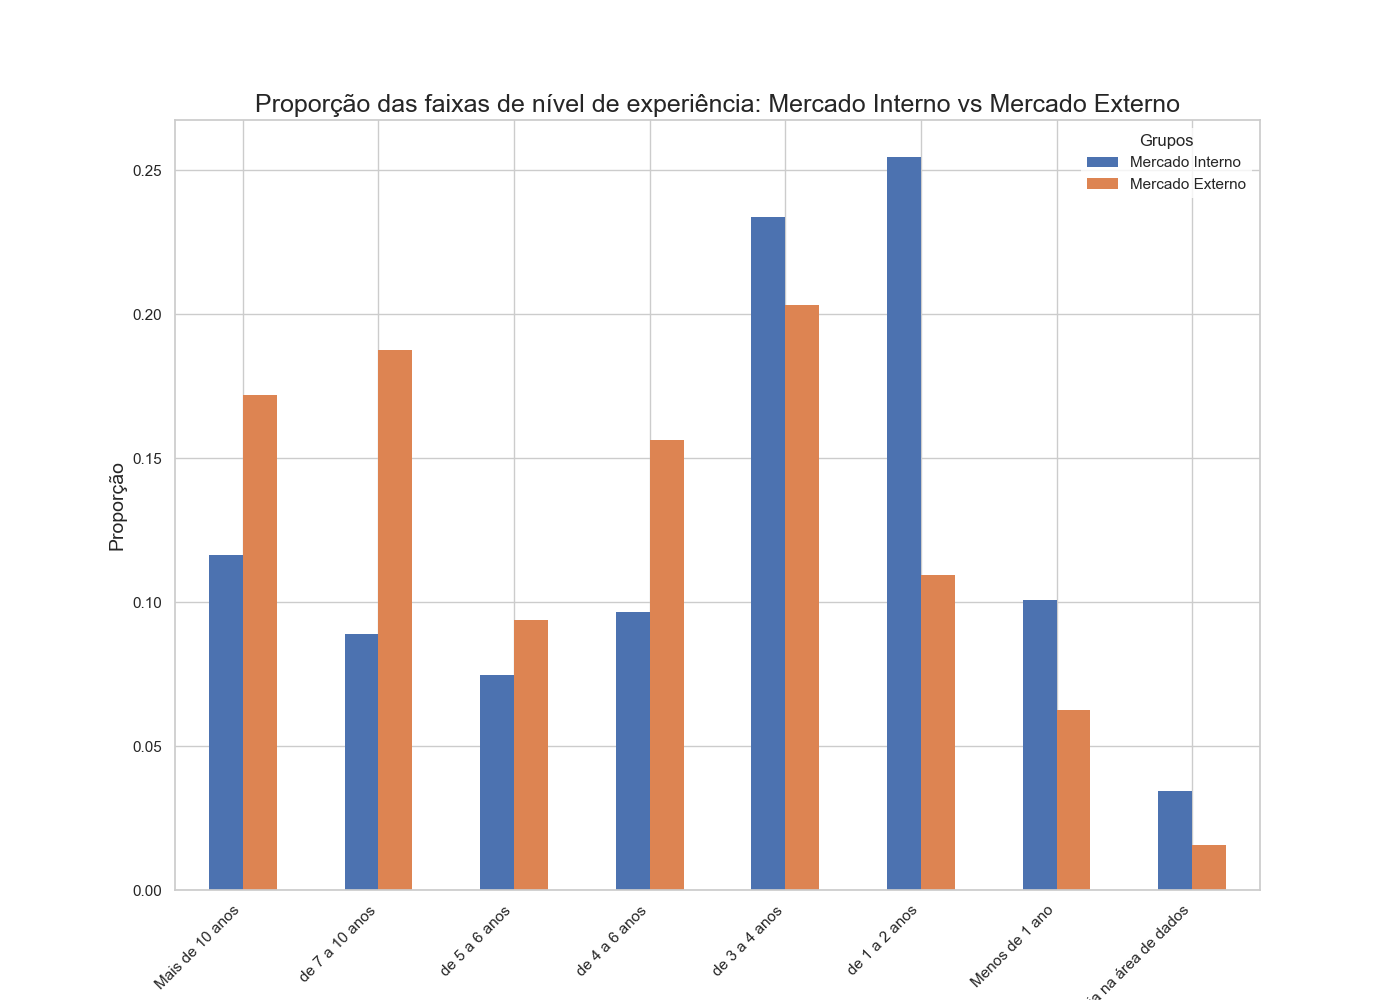 Proporção das faixas de nível de experiência: Mercado Interno vs Mercado Externo
Grupos
Mercado Interno
Mercado Externo
Proporção
0.25
0.20
0.15
0.10
0.05
0.00
Mais de 10 anos
de 7 a 10 anos
de 5 a 6 anos
de 4 a 6 anos
de 3 a 4 anos
de 1 a 2 anos
Menos de 1 ano
na área de dados